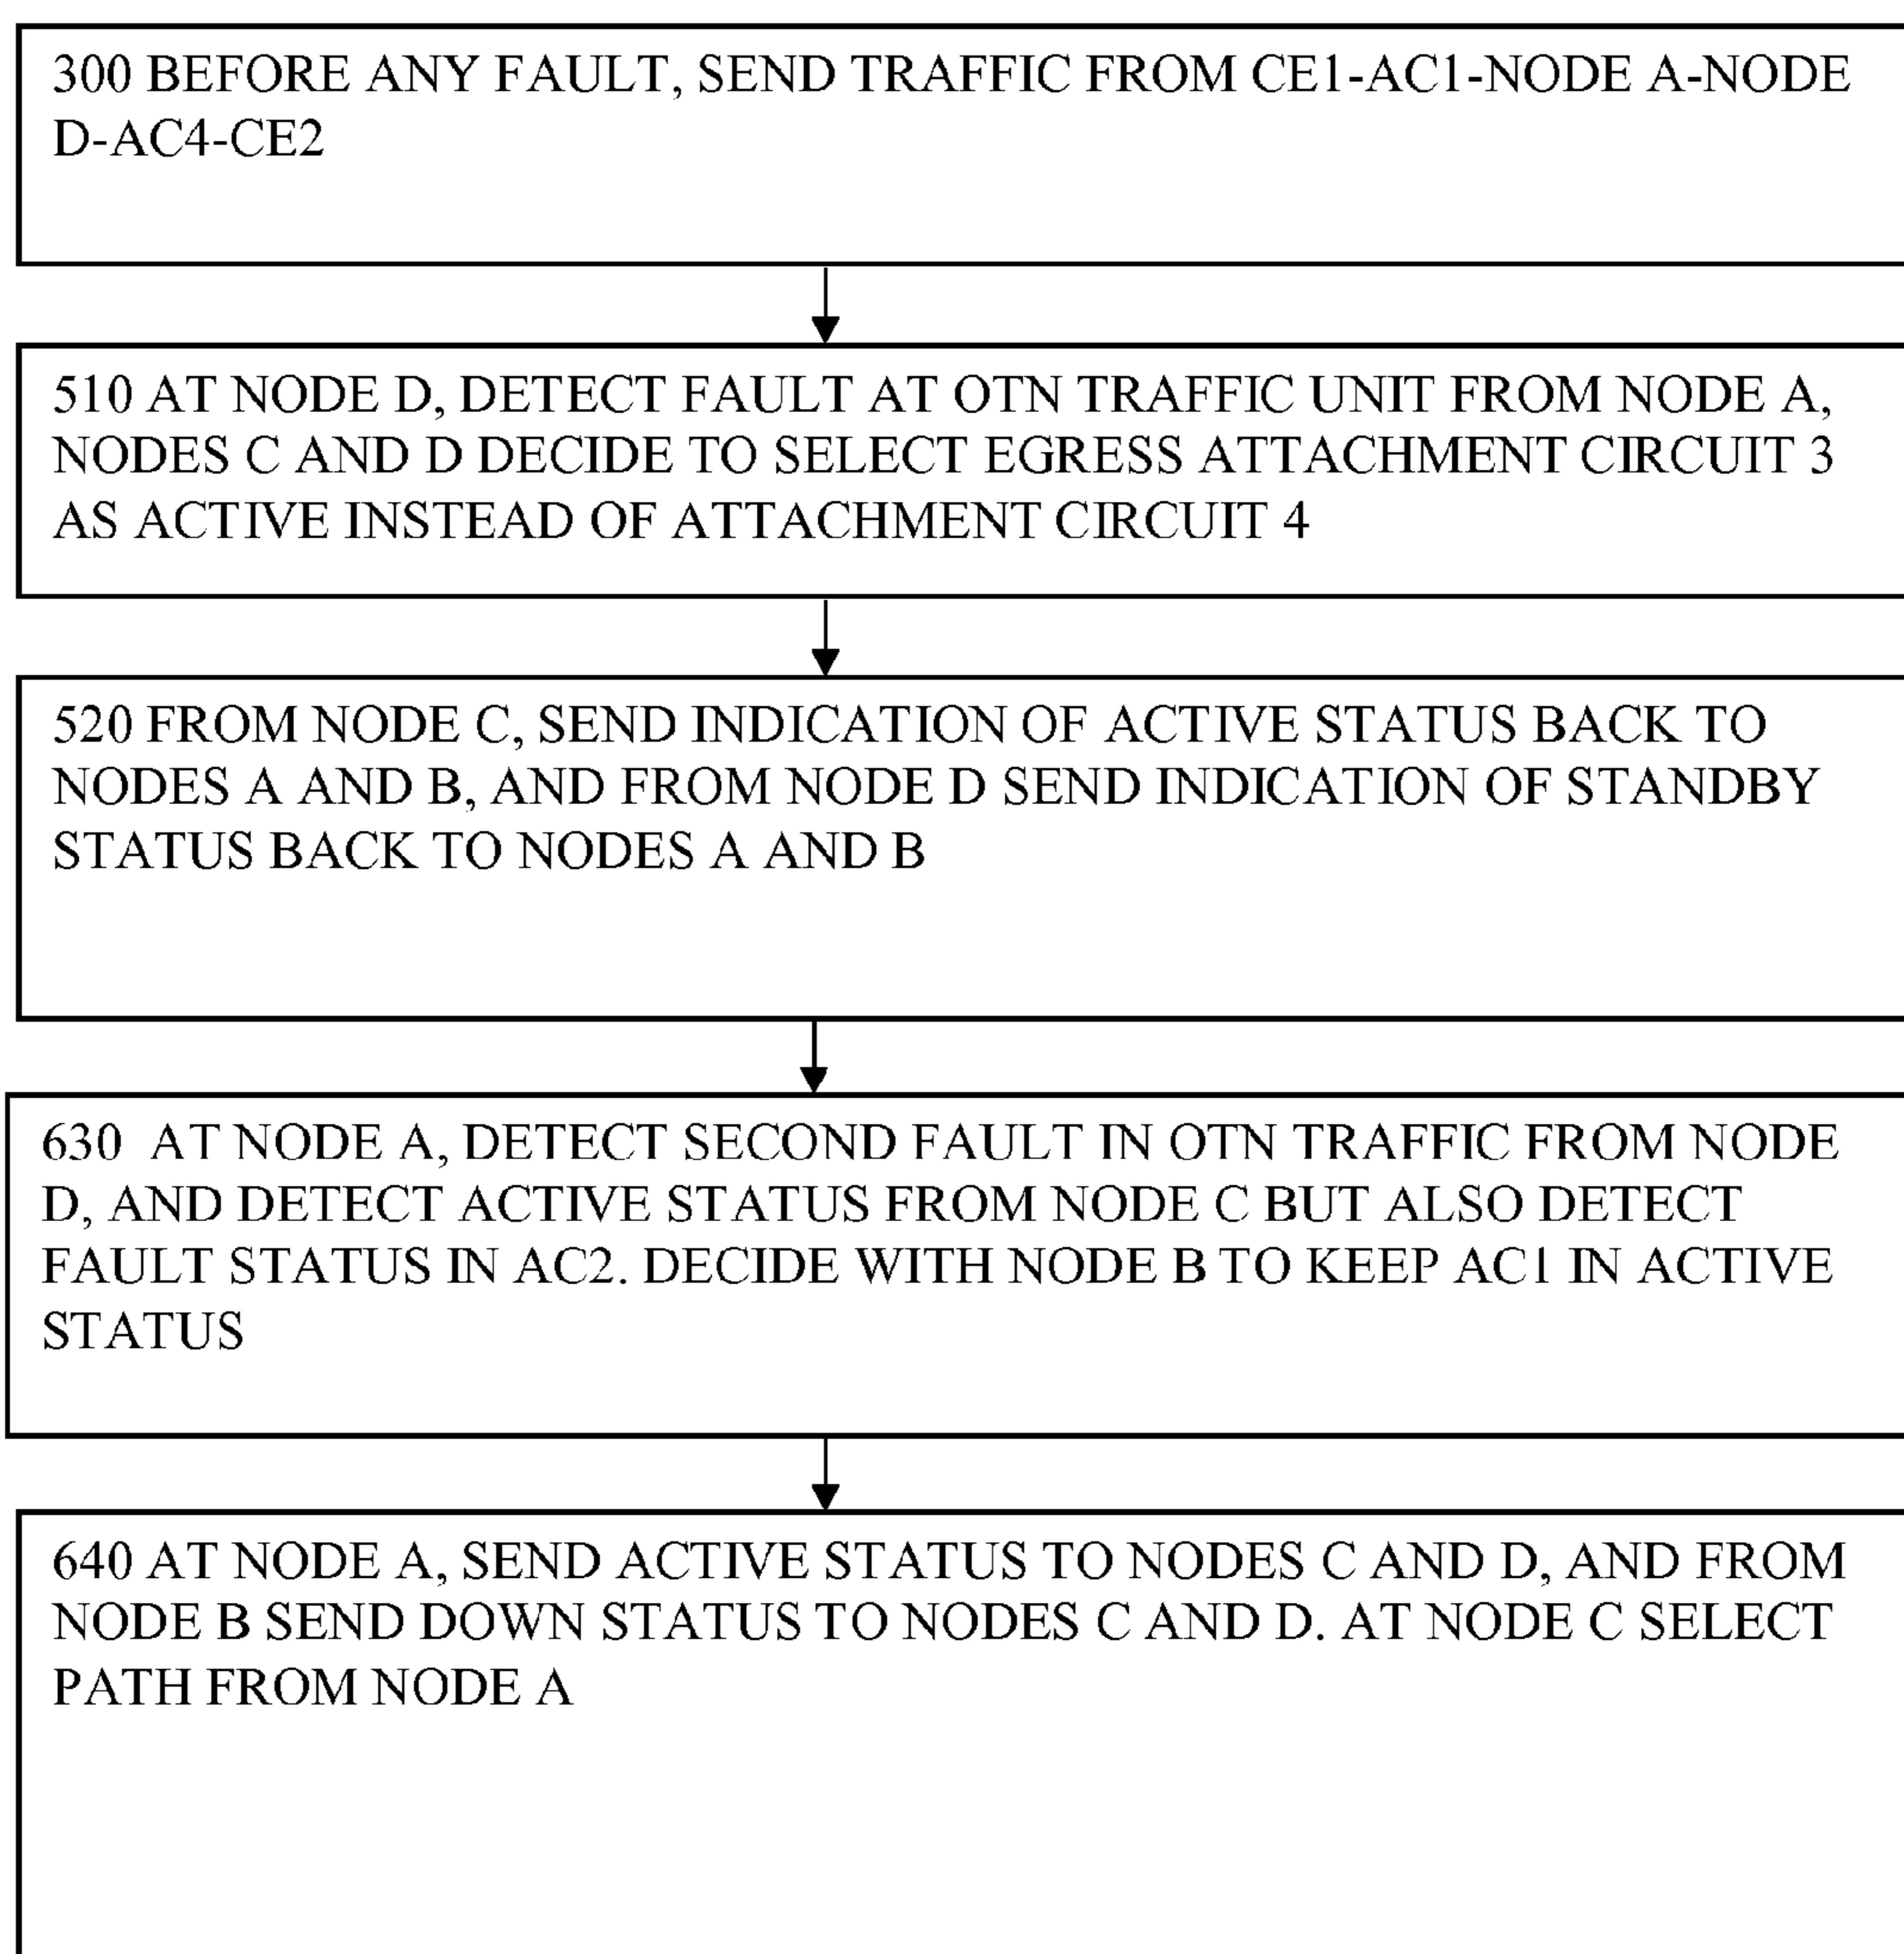 300 BEFORE ANY FAULT, SEND TRAFFIC FROM CE1-AC1-NODE A-NODE
D-AC4-CE2
510 AT NODE D, DETECT FAULT AT OTN TRAFFIC UNIT FROM NODE A,
NODES C AND D DECIDE TO SELECT EGRESS ATTACHMENT CIRCUIT 3
AS ACTIVE INSTEAD OF ATTACHMENT CIRCUIT 4
520 FROM NODE C, SEND INDICATION OF ACTIVE STATUS BACK TO
NODES A AND B, AND FROM NODE D SEND INDICATION OF STANDBY
STATUS BACK TO NODES A AND B
630 AT NODE A, DETECT SECOND FAULT IN OTN TRAFFIC FROM NODE
D, AND DETECT ACTIVE STATUS FROM NODE C BUT ALSO DETECT
FAULT STATUS IN AC2. DECIDE WITH NODE B TO KEEP AC1 IN ACTIVE
STATUS
640 AT NODE A, SEND ACTIVE STATUS TO NODES C AND D, AND FROM
NODE B SEND DOWN STATUS TO NODES C AND D. AT NODE C SELECT
PATH FROM NODE A